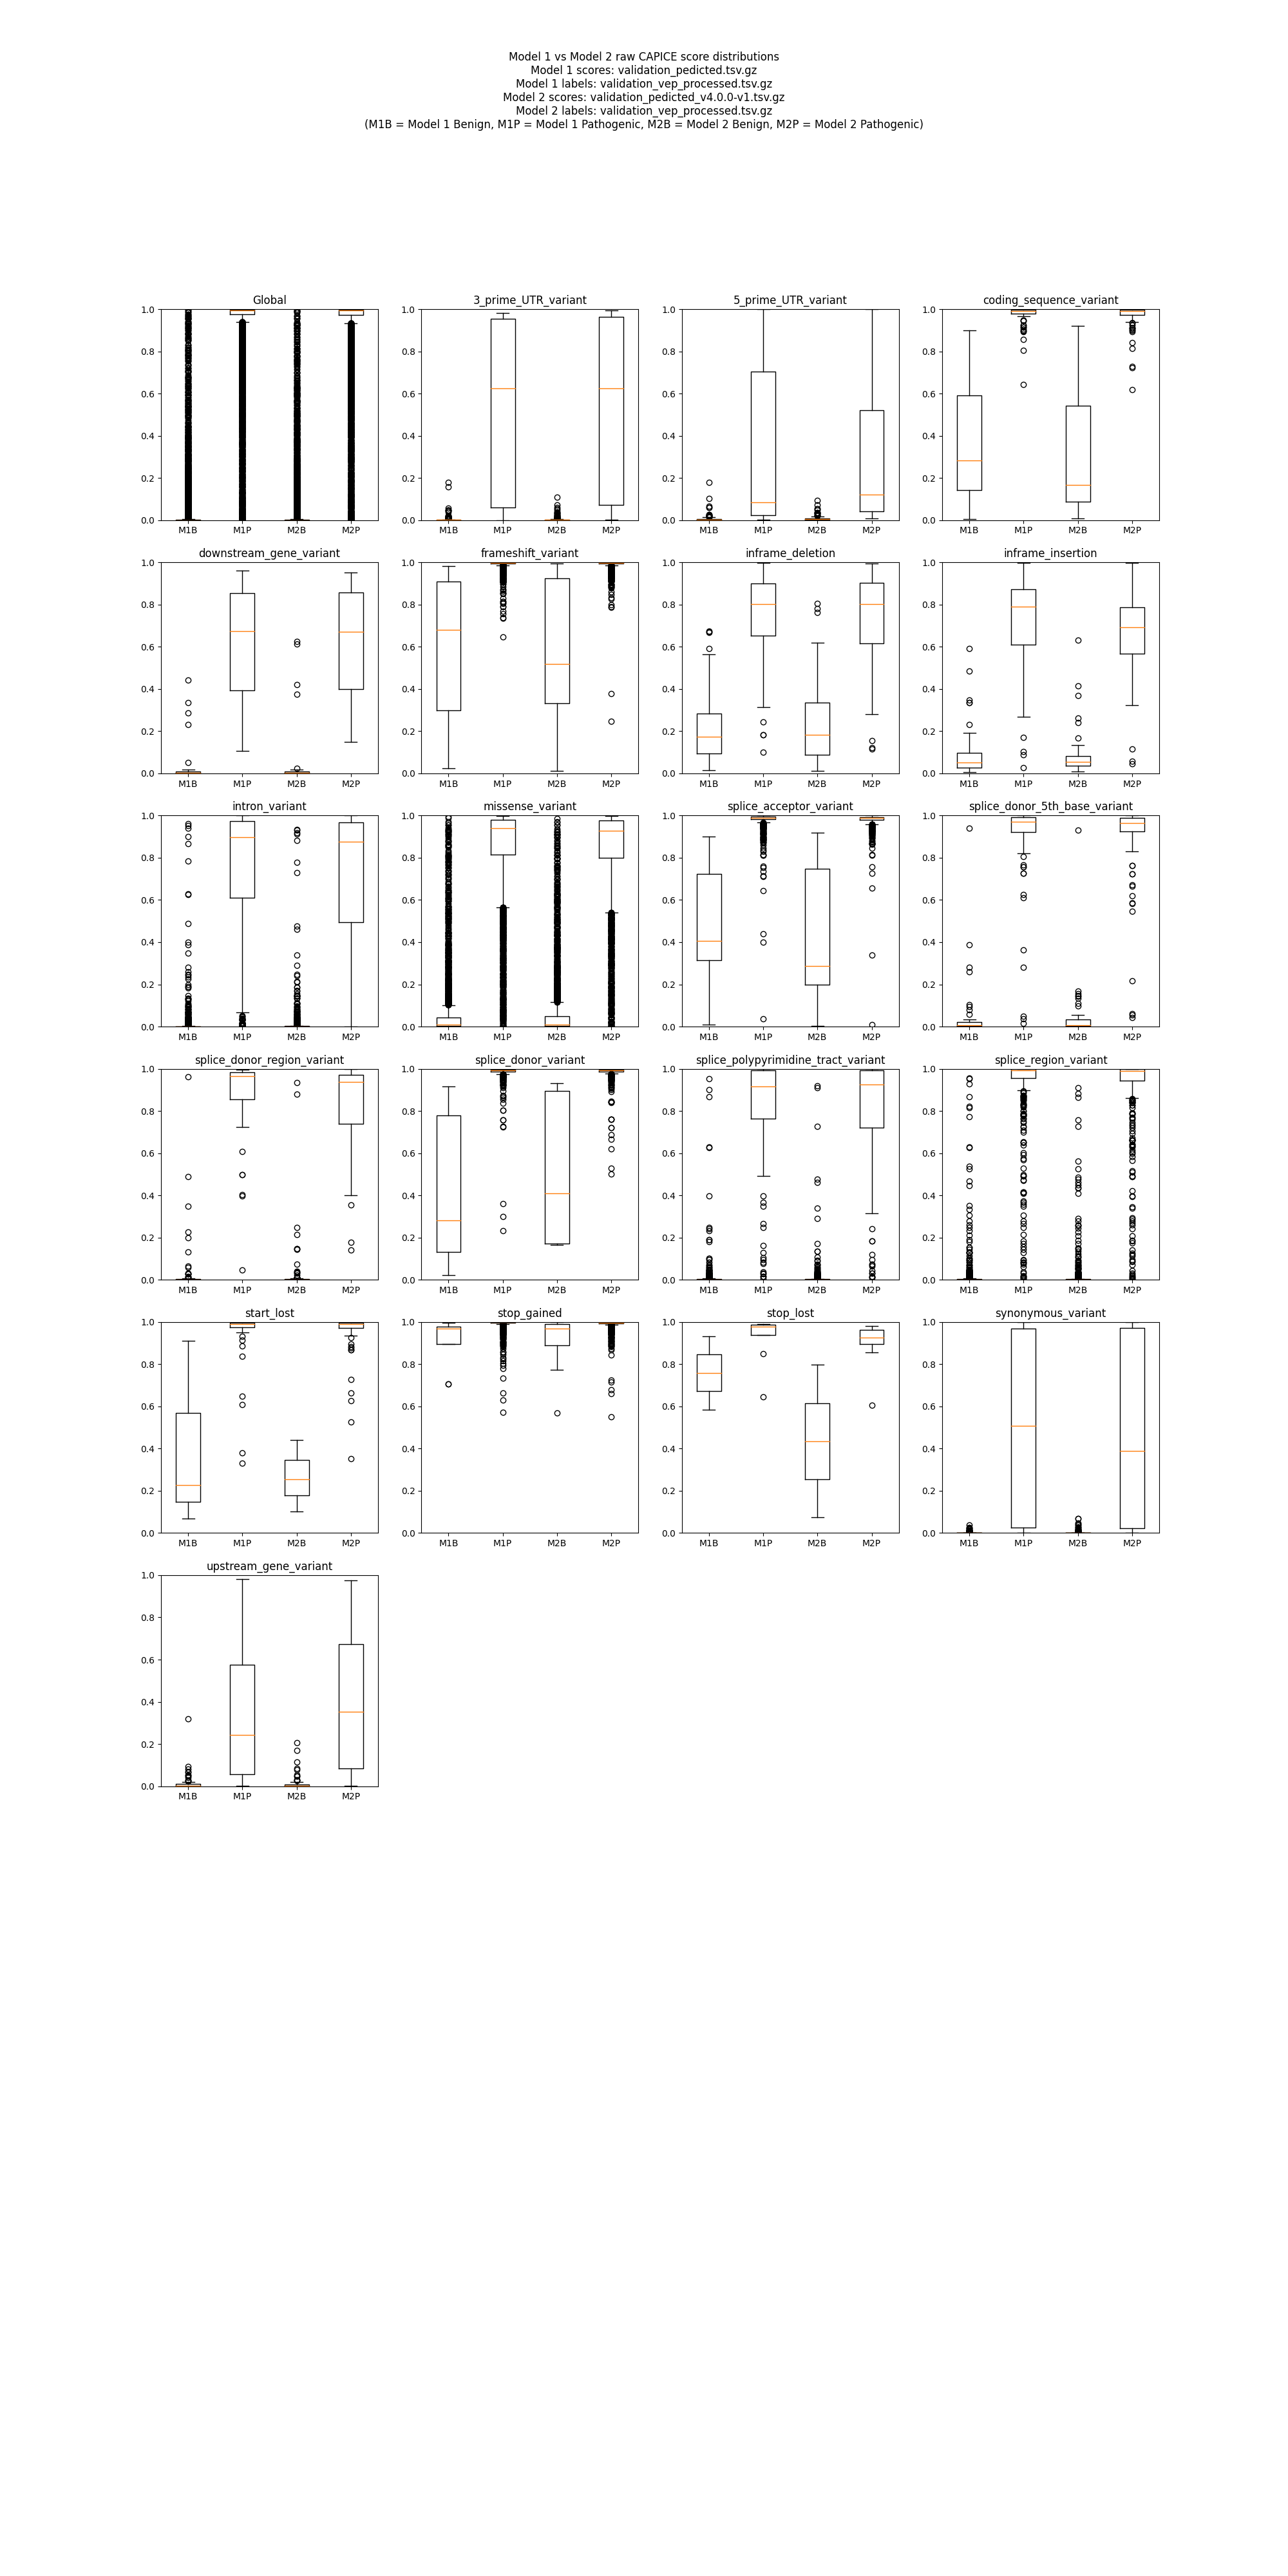 Model 1 vs Model 2 raw CAPICE score distributions
Model 1 scores: validation_pedicted.tsv.gz
Model 1 labels: validation_vep_processed.tsv.gz
Model 2 scores: validation_pedicted_v4.0.0-v1.tsv.gz
Model 2 labels: validation_vep_processed.tsv.gz
(M1B = Model 1 Benign, M1P = Model 1 Pathogenic, M2B = Model 2 Benign, M2P = Model 2 Pathogenic)
Global 3_prime_UTR_variant 5_prime_UTR_variant coding_sequence_variant
1.0 1.0 1.0 1.0
0.8 0.8 0.8 0.8
0.6 0.6 0.6 0.6
0.4 0.4 0.4 0.4
0.2 0.2 0.2 0.2
0.0 0.0 0.0 0.0
M1B M1P M2B M2P M1B M1P M2B M2P M1B M1P M2B M2P M1B M1P M2B M2P
downstream_gene_variant frameshift_variant inframe_deletion inframe_insertion
1.0 1.0 1.0 1.0
0.8 0.8 0.8 0.8
0.6 0.6 0.6 0.6
0.4 0.4 0.4 0.4
0.2 0.2 0.2 0.2
0.0 0.0 0.0 0.0
M1B M1P M2B M2P M1B M1P M2B M2P M1B M1P M2B M2P M1B M1P M2B M2P
intron_variant missense_variant splice_acceptor_variant splice_donor_5th_base_variant
1.0 1.0 1.0 1.0
0.8 0.8 0.8 0.8
0.6 0.6 0.6 0.6
0.4 0.4 0.4 0.4
0.2 0.2 0.2 0.2
0.0 0.0 0.0 0.0
M1B M1P M2B M2P M1B M1P M2B M2P M1B M1P M2B M2P M1B M1P M2B M2P
splice_donor_region_variant splice_donor_variant splice_polypyrimidine_tract_variant splice_region_variant
1.0 1.0 1.0 1.0
0.8 0.8 0.8 0.8
0.6 0.6 0.6 0.6
0.4 0.4 0.4 0.4
0.2 0.2 0.2 0.2
0.0 0.0 0.0 0.0
M1B M1P M2B M2P M1B M1P M2B M2P M1B M1P M2B M2P M1B M1P M2B M2P
start_lost stop_gained stop_lost synonymous_variant
1.0 1.0 1.0 1.0
0.8 0.8 0.8 0.8
0.6 0.6 0.6 0.6
0.4 0.4 0.4 0.4
0.2 0.2 0.2 0.2
0.0 0.0 0.0 0.0
M1B M1P M2B M2P M1B M1P M2B M2P M1B M1P M2B M2P M1B M1P M2B M2P
upstream_gene_variant
1.0
0.8
0.6
0.4
0.2
0.0
M1B M1P M2B M2P